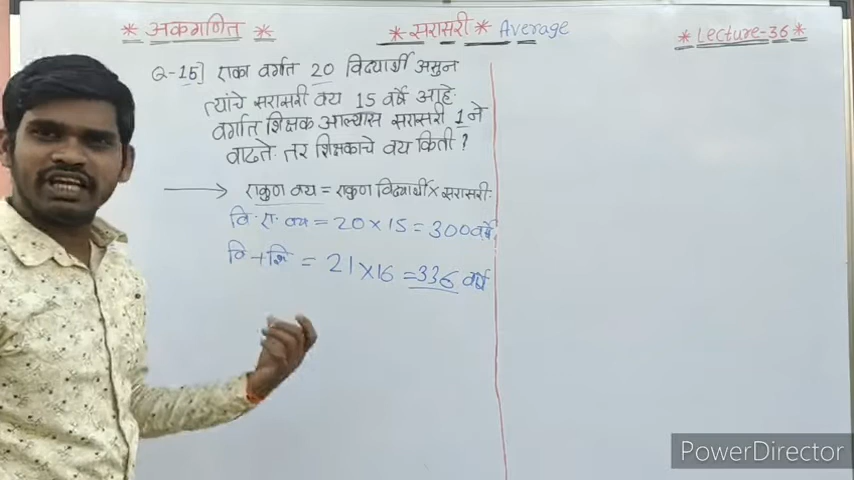 * अंकगणित *
* सरासरी * Average
* Lecture-36 *
Q-15] एका वर्गात 20 विद्यार्थी असुन
त्यांचे सरासरी वय 15 वर्षे आहे.
वर्गात शिक्षक आल्यास सरासरी 1 ने
वाढते. तर शिक्षकाचे वय किती ?
→ एकुण वय = एकुण विद्यार्थी × सरासरी.
वि. ए. वय = 20 × 15 = 300 वर्षे
वि + शि = 21 × 16 = 336 वर्षे
PowerDirector